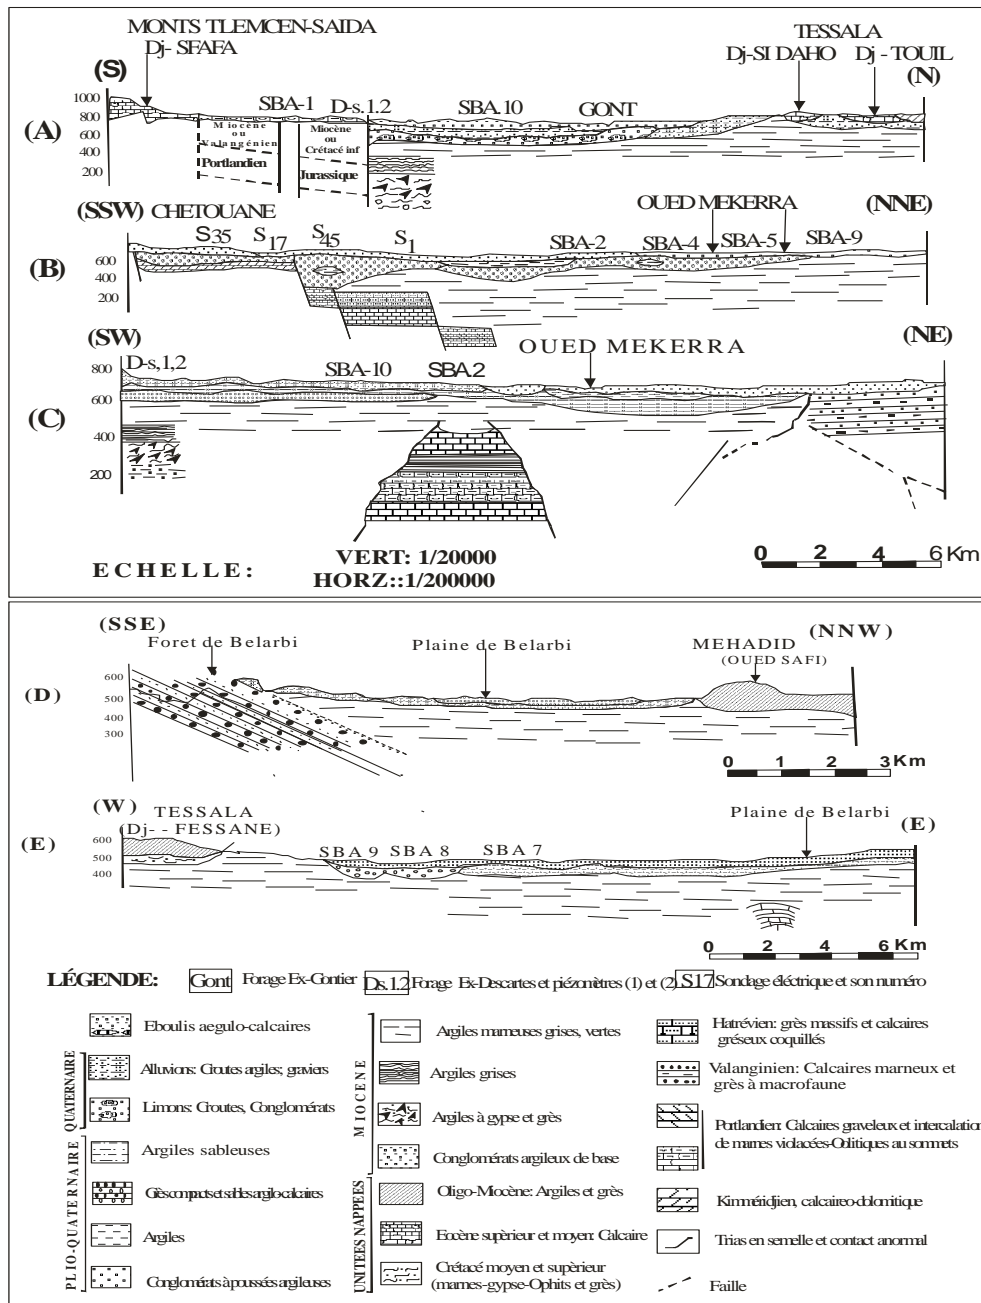 MONTS TLEMCEN-SAIDA
Dj- SFAFA
TESSALA
Dj-SI DAHO Dj - TOUIL
(S) (N)
(A)
1000
800
600
400
200
SBA-1 D-s.1.2 SBA.10 GONT
Miocène
ou
Valangénien
Portlandien
Miocène
ou
Crétacé inf
Jurassique
(SSW) CHETOUANE OUED MEKERRA (NNE)
S35 S17 S45 S1 SBA-2 SBA-4 SBA-5 SBA-9
(B)
600
400
200
(SW) (NE)
D-s,1,2 SBA-10 SBA.2 OUED MEKERRA
(C)
800
600
400
200
ECHELLE:
VERT: 1/20000
HORZ::1/200000
0 2 4 6 Km
(SSE) (NNW)
Foret de Belarbi Plaine de Belarbi MEHADID
(OUED SAFI)
(D)
600
500
400
300
0 1 2 3 Km
(W) (E)
TESSALA
(Dj- - FESSANE)
Plaine de Belarbi
SBA 9 SBA 8 SBA 7
(E)
600
500
400
0 2 4 6 Km
LÉGENDE:
Gont Forage Ex-Gontier
Ds.1.2 Forage Ex-Descartes et piézomètres (1) et (2)
S17 Sondage éléctrique et son numéro
Eboulis aegulo-calcaires
QUATERNAIRE
Alluvions: Croutes argiles; graviers
Limons: Croutes, Conglomérats
PLIO-QUATERNAIRE
Argiles sableuses
Grès compacts et sables argilo-calcaires
Argiles
Conglomérats à poussées argileuses
MIOCENE
Argiles marneuses grises, vertes
Argiles grises
Argiles à gypse et grès
Conglomérats argileux de base
UNITEES NAPPEES
Oligo-Miocène: Argiles et grès
Eocène supérieur et moyen: Calcaire
Crétacé moyen et supérieur
(marnes-gypse-Ophits et grès)
Hatrévien: grès massifs et calcaires
gréseux coquillés
Valanginien: Calcaires marneux et
grès à macrofaune
Portlandien: Calcaires graveleux et intercalation
de marnes violacées-Oolitiques au sommets
Kimméridjien, calcaireo-dolomitique
Trias en semelle et contact anormal
Faille